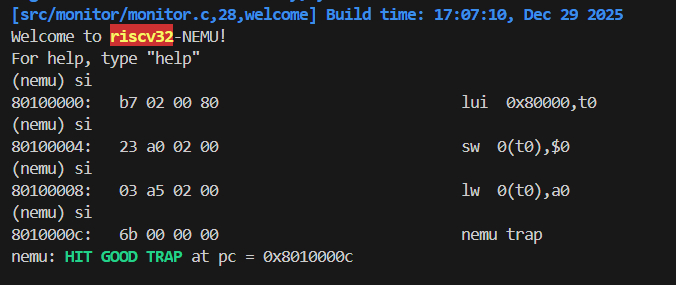 [src/monitor/monitor.c,28,welcome] Build time: 17:07:10, Dec 29 2025
Welcome to riscv32-NEMU!
For help, type "help"
(nemu) si
80100000:   b7 02 00 80                               lui  0x80000,t0
(nemu) si
80100004:   23 a0 02 00                               sw  0(t0),$0
(nemu) si
80100008:   03 a5 02 00                               lw  0(t0),a0
(nemu) si
8010000c:   6b 00 00 00                               nemu trap
nemu: HIT GOOD TRAP at pc = 0x8010000c